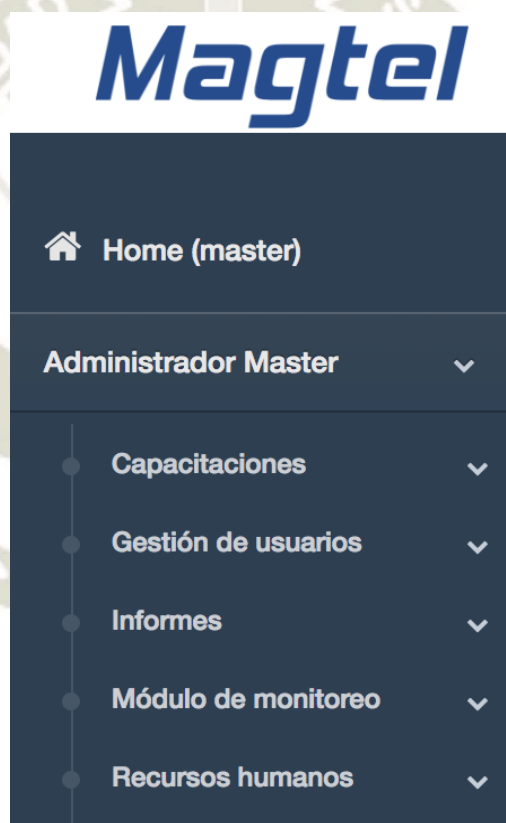 Magtel
Home (master)
Administrador Master
Capacitaciones
Gestión de usuarios
Informes
Módulo de monitoreo
Recursos humanos